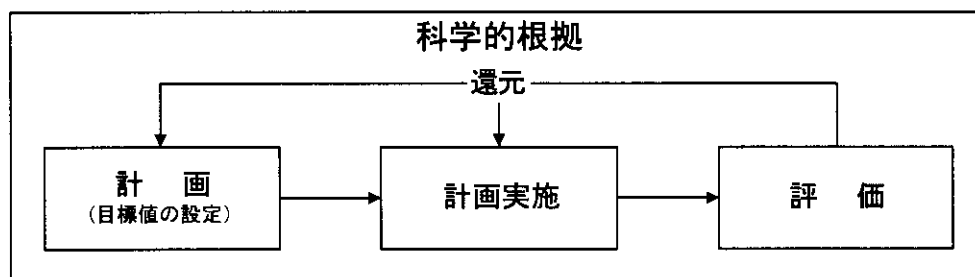 科学的根拠
還元
計 画
(目標値の設定)
計画実施
評 価